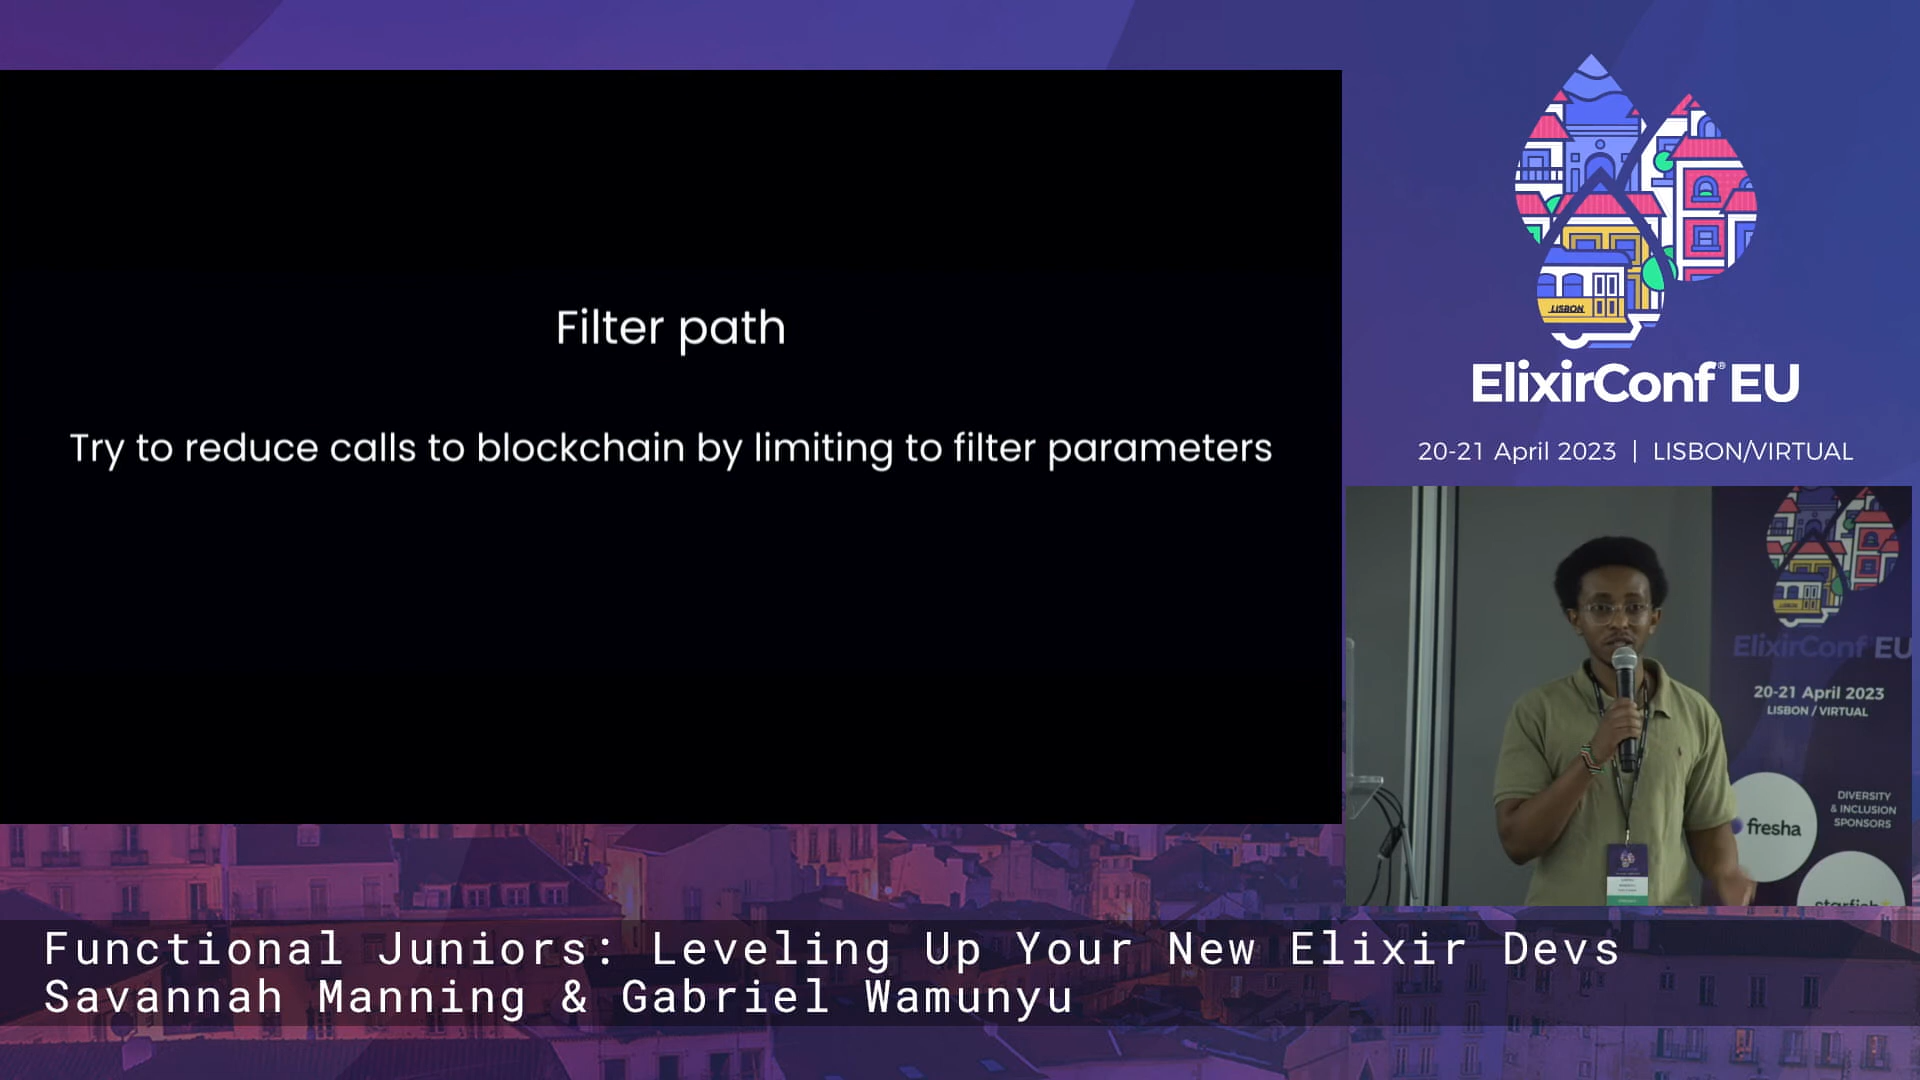 Filter path
Try to reduce calls to blockchain by limiting to filter parameters
LISBON
ElixirConf® EU
20-21 April 2023 | LISBON/VIRTUAL
ElixirConf EU
20-21 April 2023
LISBON / VIRTUAL
DIVERSITY
& INCLUSION
SPONSORS
fresha
starfish
Functional Juniors: Leveling Up Your New Elixir Devs
Savannah Manning & Gabriel Wamunyu